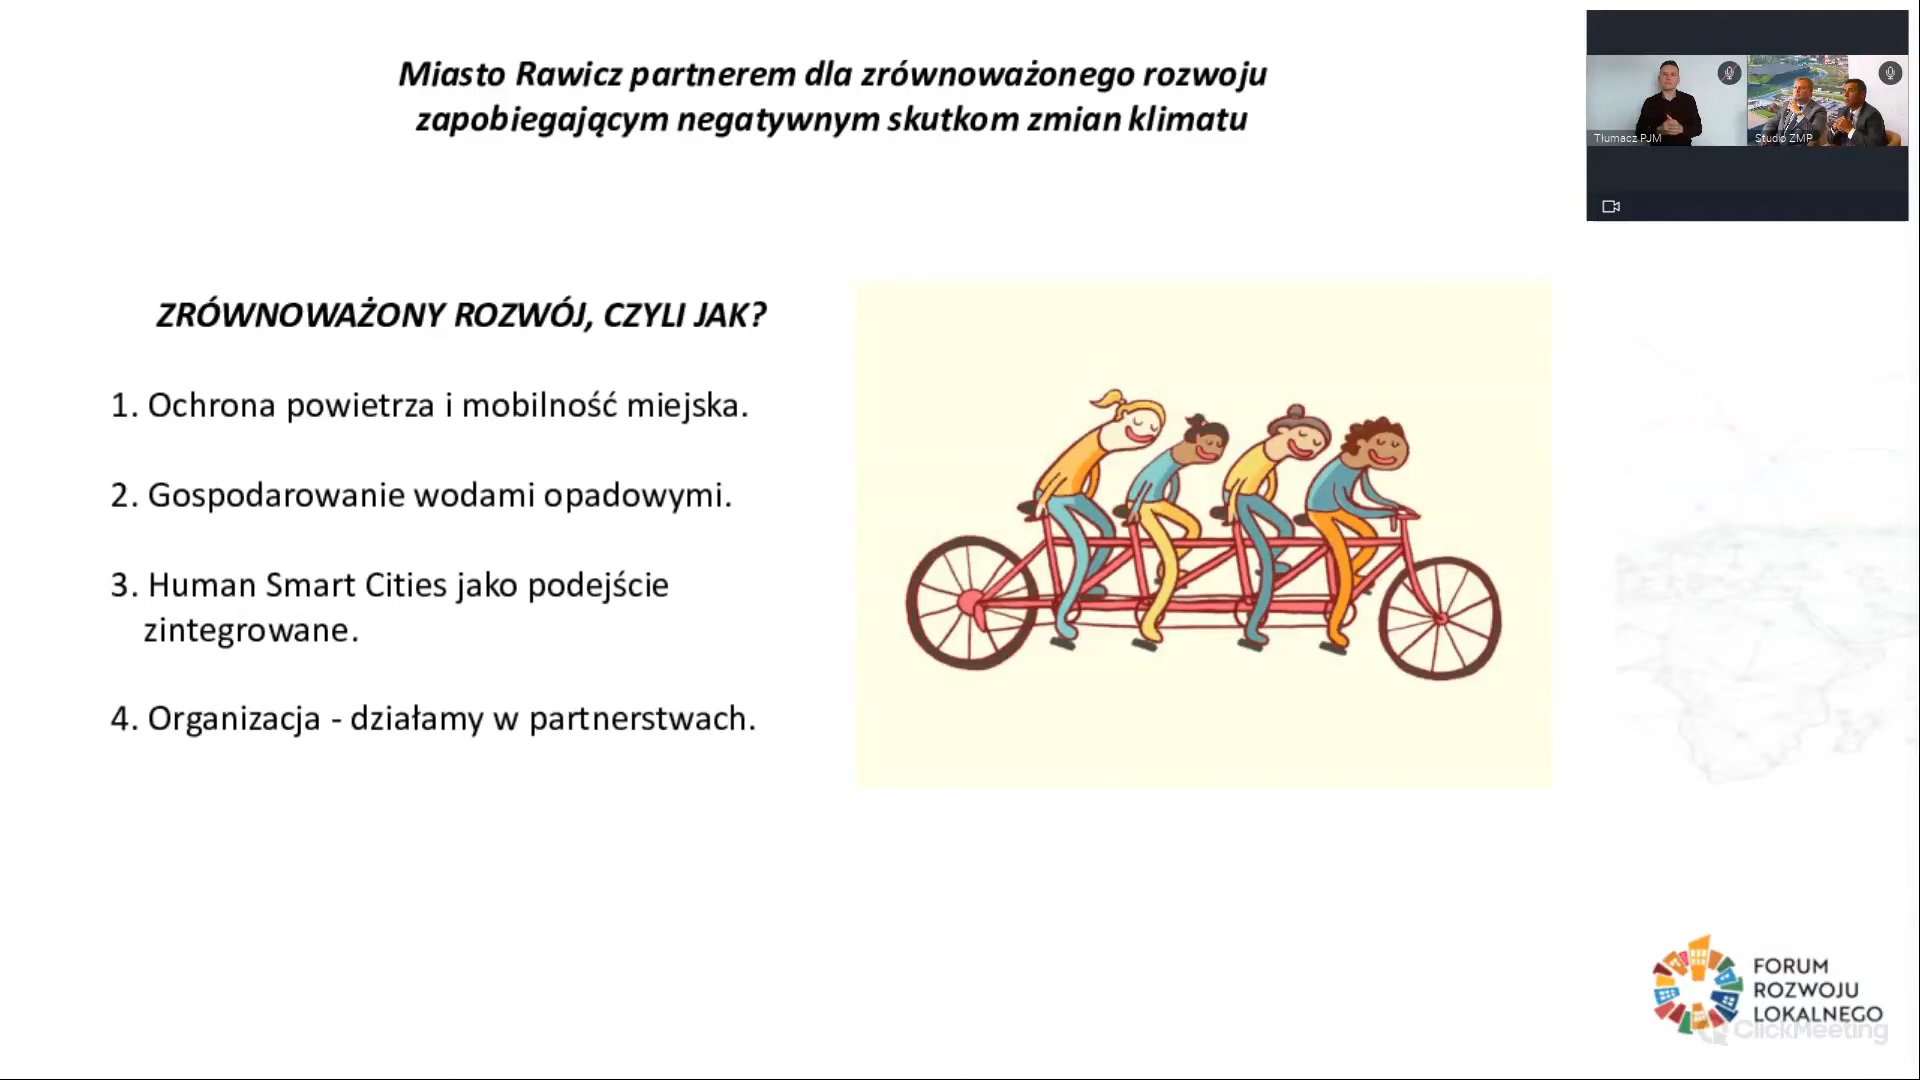 Miasto Rawicz partnerem dla zrównoważonego rozwoju
zapobiegającym negatywnym skutkom zmian klimatu
Tłumacz PJM
Studio ZMP
ZRÓWNOWAŻONY ROZWÓJ, CZYLI JAK?
1. Ochrona powietrza i mobilność miejska.
2. Gospodarowanie wodami opadowymi.
3. Human Smart Cities jako podejście
zintegrowane.
4. Organizacja - działamy w partnerstwach.
FORUM
ROZWOJU
LOKALNEGO
ClickMeeting